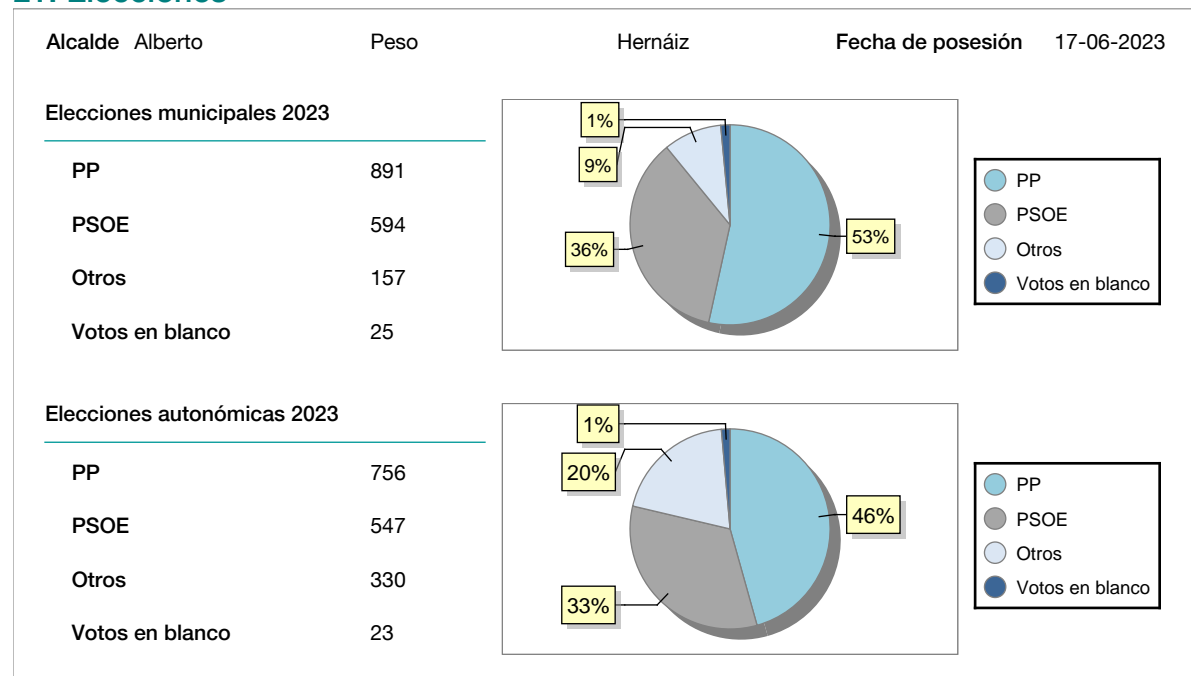 Alcalde Alberto Peso Hernáiz Fecha de posesión 17-06-2023
Elecciones municipales 2023
PP 891
PSOE 594
Otros 157
Votos en blanco 25
1%
9%
36%
53%
PP
PSOE
Otros
Votos en blanco
Elecciones autonómicas 2023
PP 756
PSOE 547
Otros 330
Votos en blanco 23
1%
20%
33%
46%
PP
PSOE
Otros
Votos en blanco